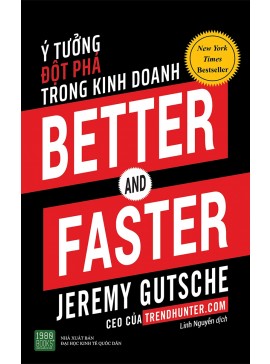 Ý TƯỞNG
ĐỘT PHÁ
TRONG KINH DOANH
New York
Times
Bestseller
BETTER
AND
FASTER
JEREMY GUTSCHE
CEO CỦA TRENDHUNTER.COM
Linh Nguyễn dịch
1980
BOOKS
NHÀ XUẤT BẢN
ĐẠI HỌC KINH TẾ QUỐC DÂN